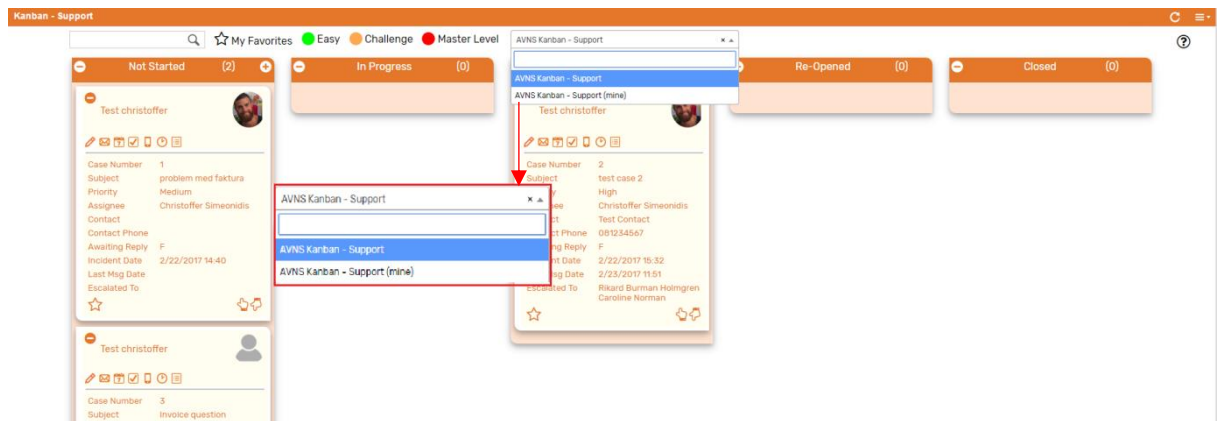 Kanban - Support
My Favorites Easy Challenge Master Level
AVNS Kanban - Support × 
AVNS Kanban - Support
AVNS Kanban - Support (mine)
Not Started (2)
Test christoffer
Case Number 1
Subject problem med faktura
Priority Medium
Assignee Christoffer Simeonidis
Contact
Contact Phone
Awaiting Reply F
Incident Date 2/22/2017 14:40
Last Msg Date
Escalated To
Test christoffer
Case Number 3
Subject Invoice question
In Progress (0)
AVNS Kanban - Support ×
AVNS Kanban - Support
AVNS Kanban - Support (mine)
Test christoffer
Case Number 2
Subject test case 2
High
Christoffer Simeonidis
Test Contact
Phone 081234567
Reply F
Date 2/22/2017 15:32
Date 2/23/2017 11:51
Escalated To Rikard Burman Holmgren
Caroline Norman
Re-Opened (0)
Closed (0)